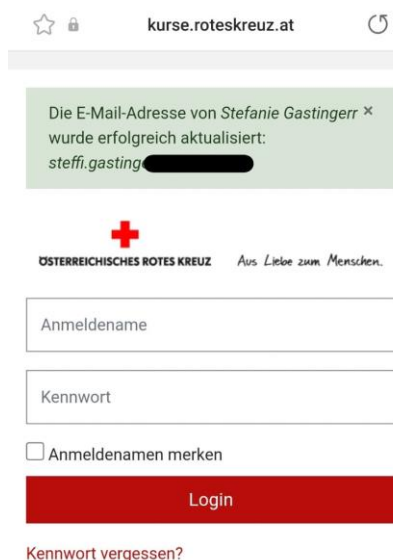 kurse.roteskreuz.at
Die E-Mail-Adresse von Stefanie Gastingerr ×
wurde erfolgreich aktualisiert:
steffi.gasting
ÖSTERREICHISCHES ROTES KREUZ Aus Liebe zum Menschen.
Anmeldename
Kennwort
Anmeldenamen merken
Login
Kennwort vergessen?